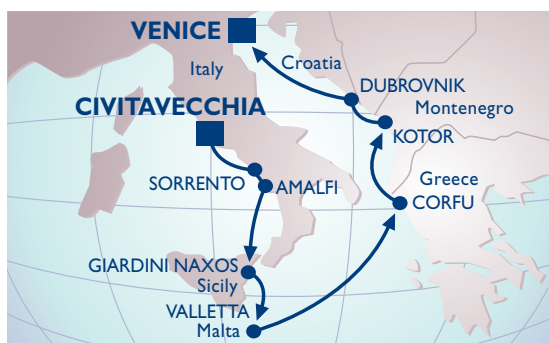 VENICE
Italy
Croatia
DUBROVNIK
Montenegro
CIVITAVECCHIA
KOTOR
SORRENTO
AMALFI
Greece
CORFU
GIARDINI NAXOS
Sicily
VALLETTA
Malta